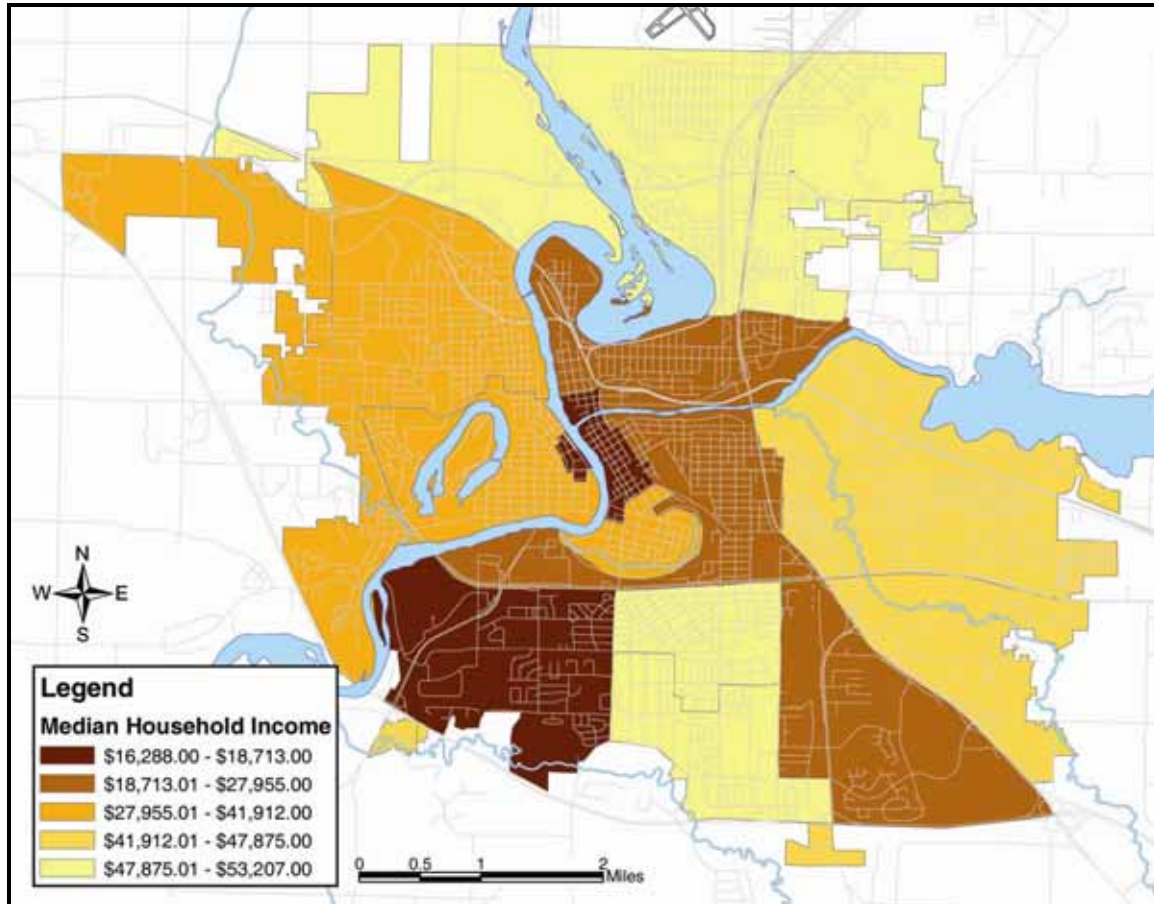 N
W E
S
Legend
Median Household Income
$16,288.00 - $18,713.00
$18,713.01 - $27,955.00
$27,955.01 - $41,912.00
$41,912.01 - $47,875.00
$47,875.01 - $53,207.00
0 0.5 1 2
Miles